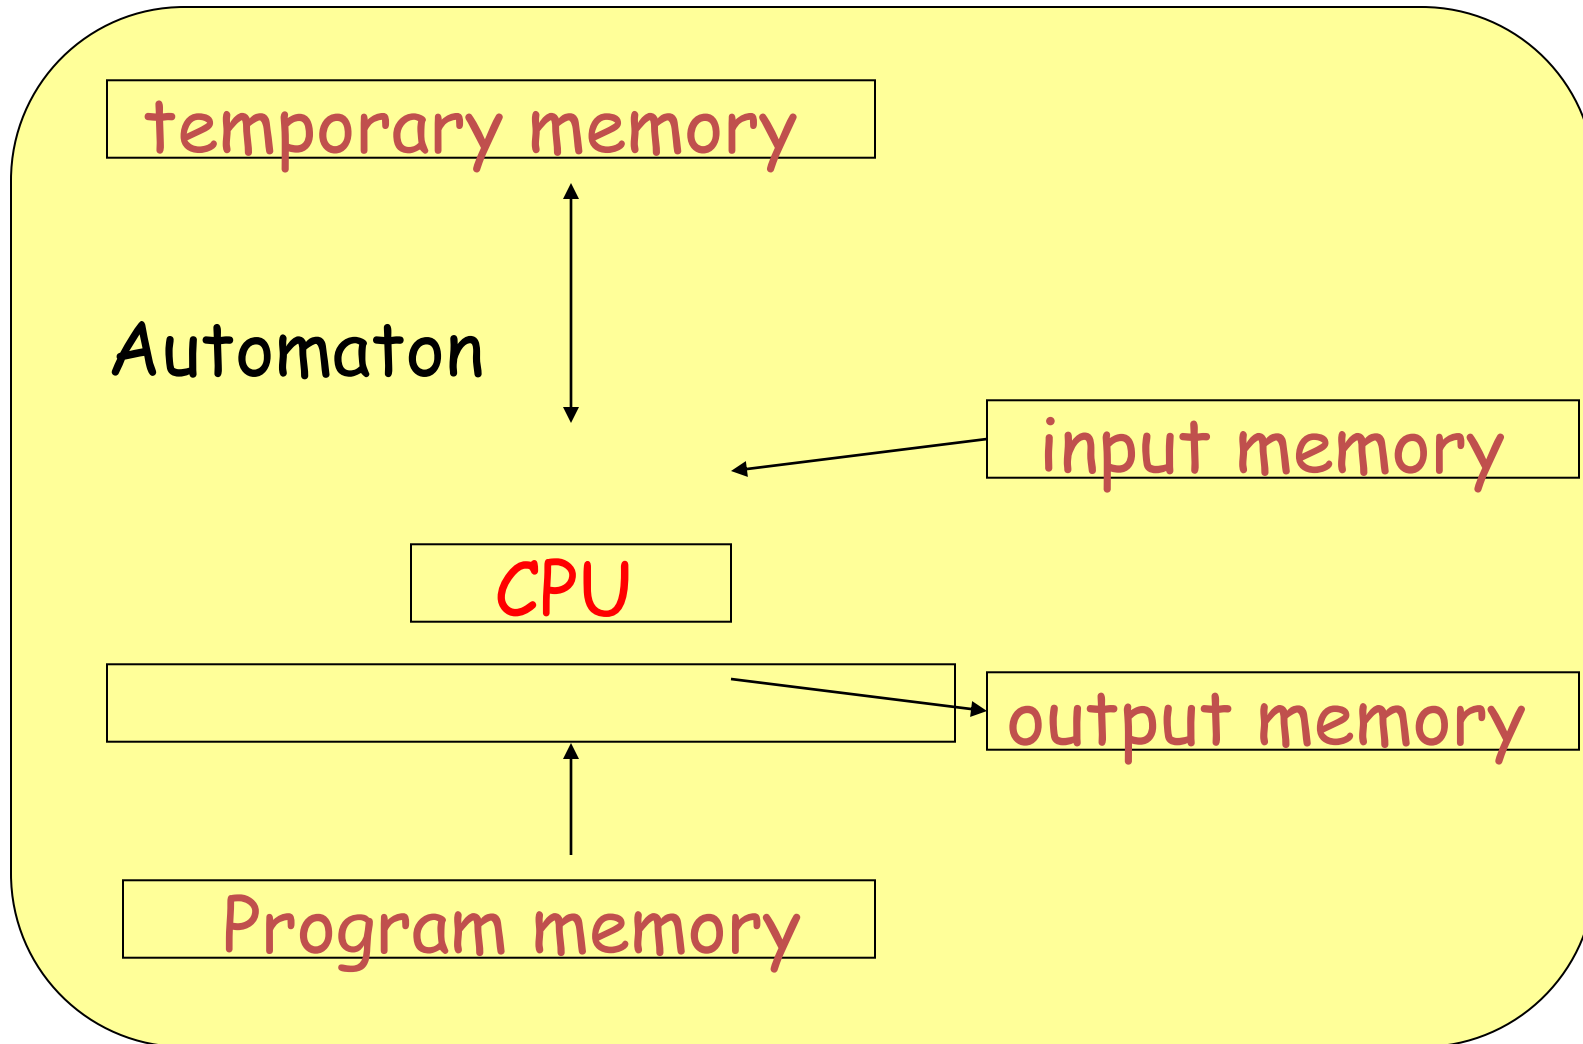 temporary memory
Automaton
input memory
CPU
output memory
Program memory